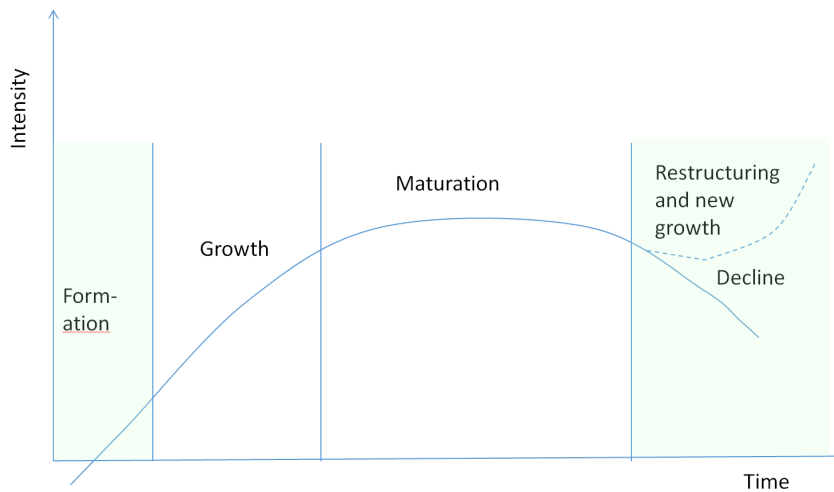 Intensity
Maturation
Restructuring
and new
growth
Growth
Decline
Form-
ation
Time